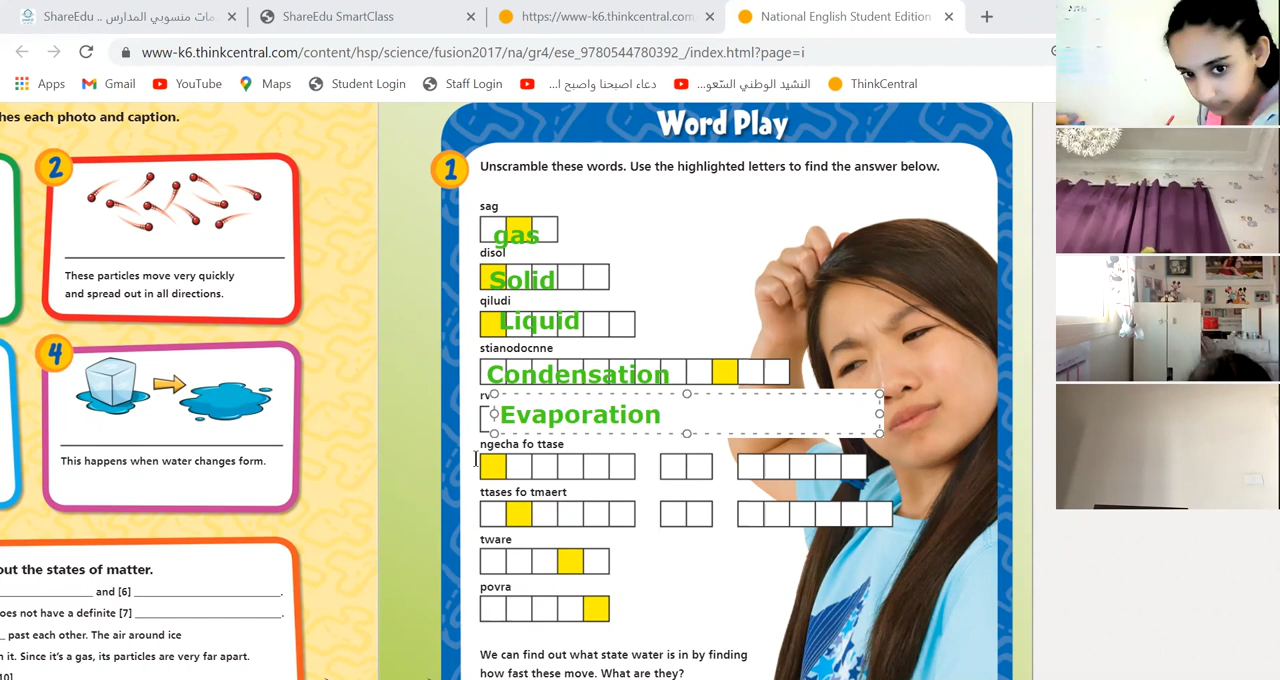 مات منسوبي المدارس ..
ShareEdu SmartClass
https://www-k6.thinkcentral.com
National English Student Edition
www-k6.thinkcentral.com/content/hsp/science/fusion2017/na/gr4/ese_9780544780392_/index.html?page=i
Apps
Gmail
YouTube
Maps
Student Login
Staff Login
دعاء اصبحنا واصبح ا...
النشيد الوطني السّعو...
ThinkCentral
hes each photo and caption.
2
These particles move very quickly
and spread out in all directions.
4
This happens when water changes form.
out the states of matter.
and [6]
oes not have a definite [7]
past each other. The air around ice
n it. Since it's a gas, its particles are very far apart.
Word Play
1
Unscramble these words. Use the highlighted letters to find the answer below.
sag
gas
disol
Solid
qiludi
Liquid
stianodocnne
Condensation
Evaporation
ngecha fo ttase
ttases fo tmaert
tware
povra
We can find out what state water is in by finding
how fast these move. What are they?